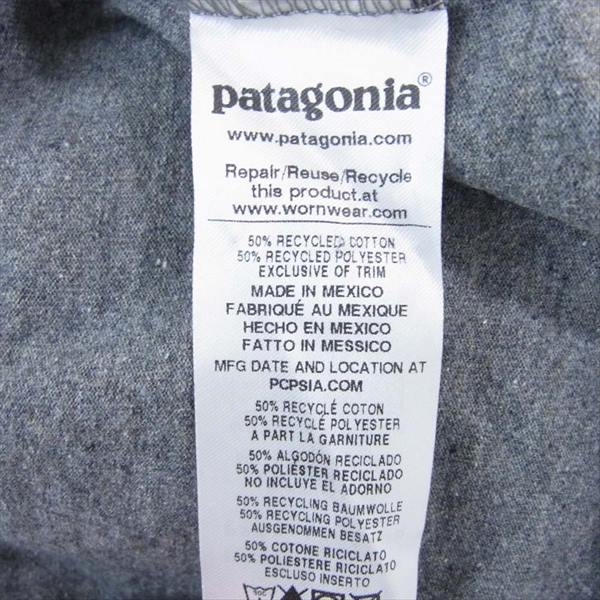 patagonia®
www.patagonia.com
Repair/Reuse/Recycle
this product.at
www.wornwear.com
50% RECYCLED COTTON
50% RECYCLED POLYESTER
EXCLUSIVE OF TRIM
MADE IN MEXICO
FABRIQUÉ AU MEXIQUE
HECHO EN MEXICO
FATTO IN MESSICO
MFG DATE AND LOCATION AT
PCPSIA.COM
50% RECYCLÉ COTON
50% RECYCLÉ POLYESTER
A PART LA GARNITURE
50% ALGODÓN RECICLADO
50% POLIÉSTER RECICLADO
NO INCLUYE EL ADORNO
50% RECYCLING BAUMWOLLE
50% RECYCLING POLYESTER
AUSGENOMMEN BESATZ
50% COTONE RICICLATO
50% POLIESTERE RICICLATO
ESCLUSO INSERTO